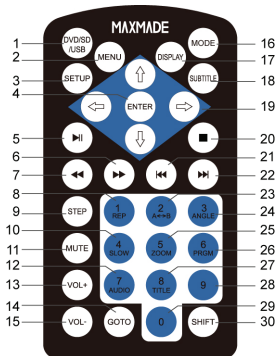 MAXMADE
1
DVD/SD
/USB
MODE
16
2
MENU
DISPLAY
17
3
SETUP
SUBTITLE
18
4
ENTER
19
5
20
6
21
7
22
8
1
REP
2
A↔B
3
ANGLE
23
9
STEP
24
10
4
SLOW
5
ZOOM
6
PRGM
25
11
MUTE
26
12
7
AUDIO
8
TITLE
9
27
13
VOL+
28
14
29
15
VOL-
GOTO
0
SHIFT
30